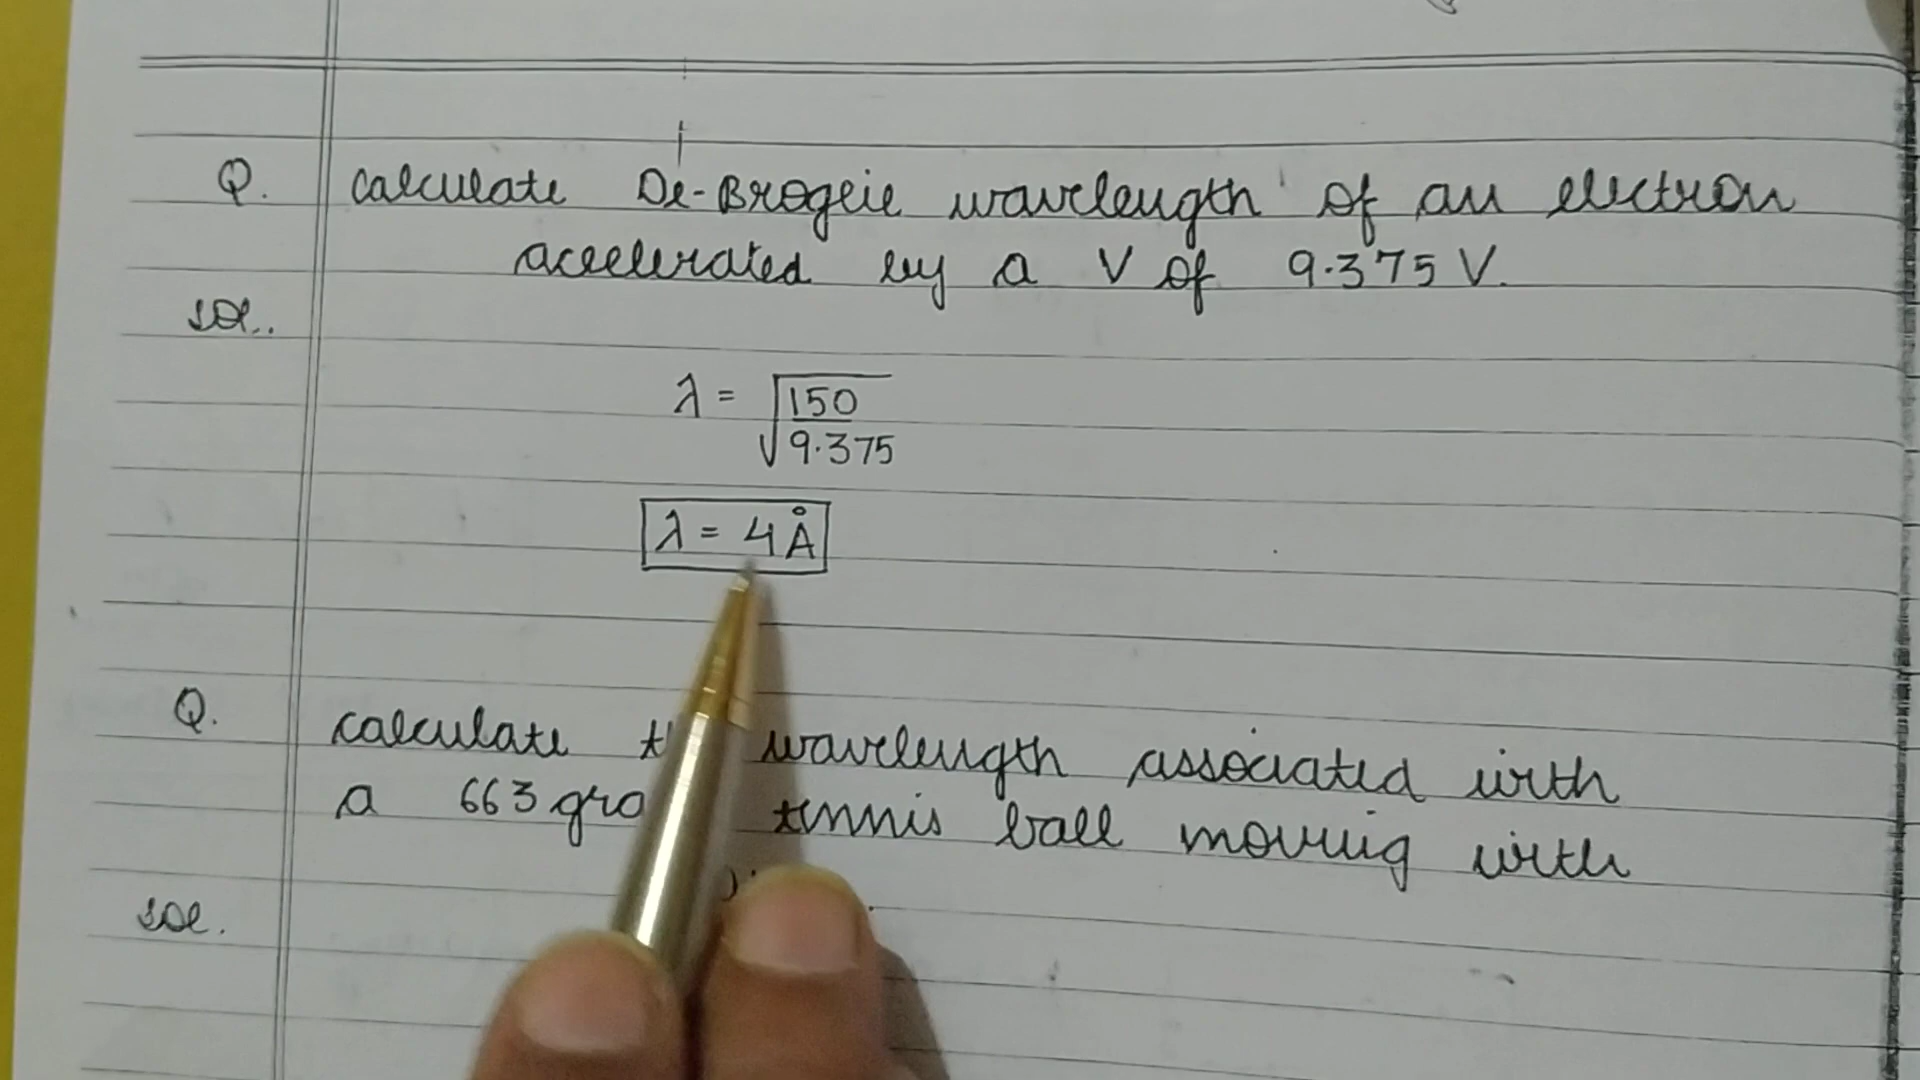 Q. calculate De-Broglie wavelength of an electron
accelerated by a V of 9.375 V.
sol..
λ = √150/9.375
λ = 4Å
Q. calculate wavelength associated with
a 663 tennis ball moving with
sol.